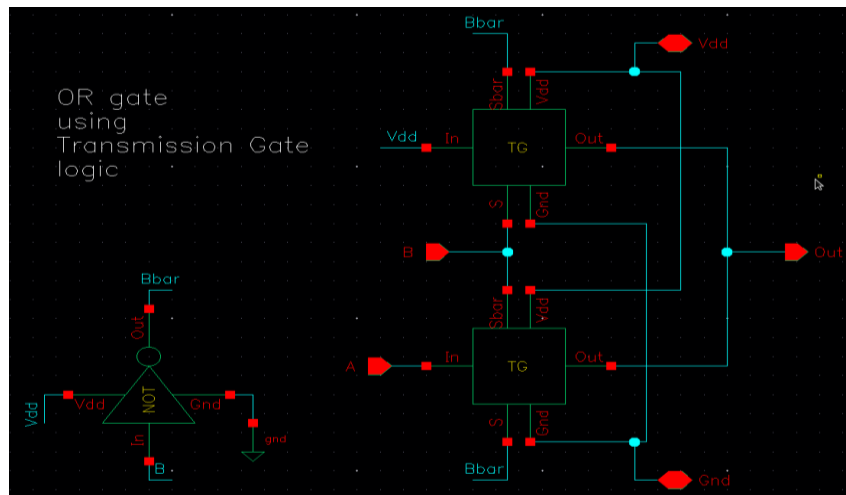 Bbar
Vdd
OR gate
using
Transmission Gate
logic
Sbar
Vdd
Vdd
In
TG
Out
S
Gnd
B
Out
Bbar
Out
Sbar
Vdd
A
In
TG
Out
Vdd
Vdd
NOT
Gnd
S
Gnd
In
gnd
B
Bbar
Gnd